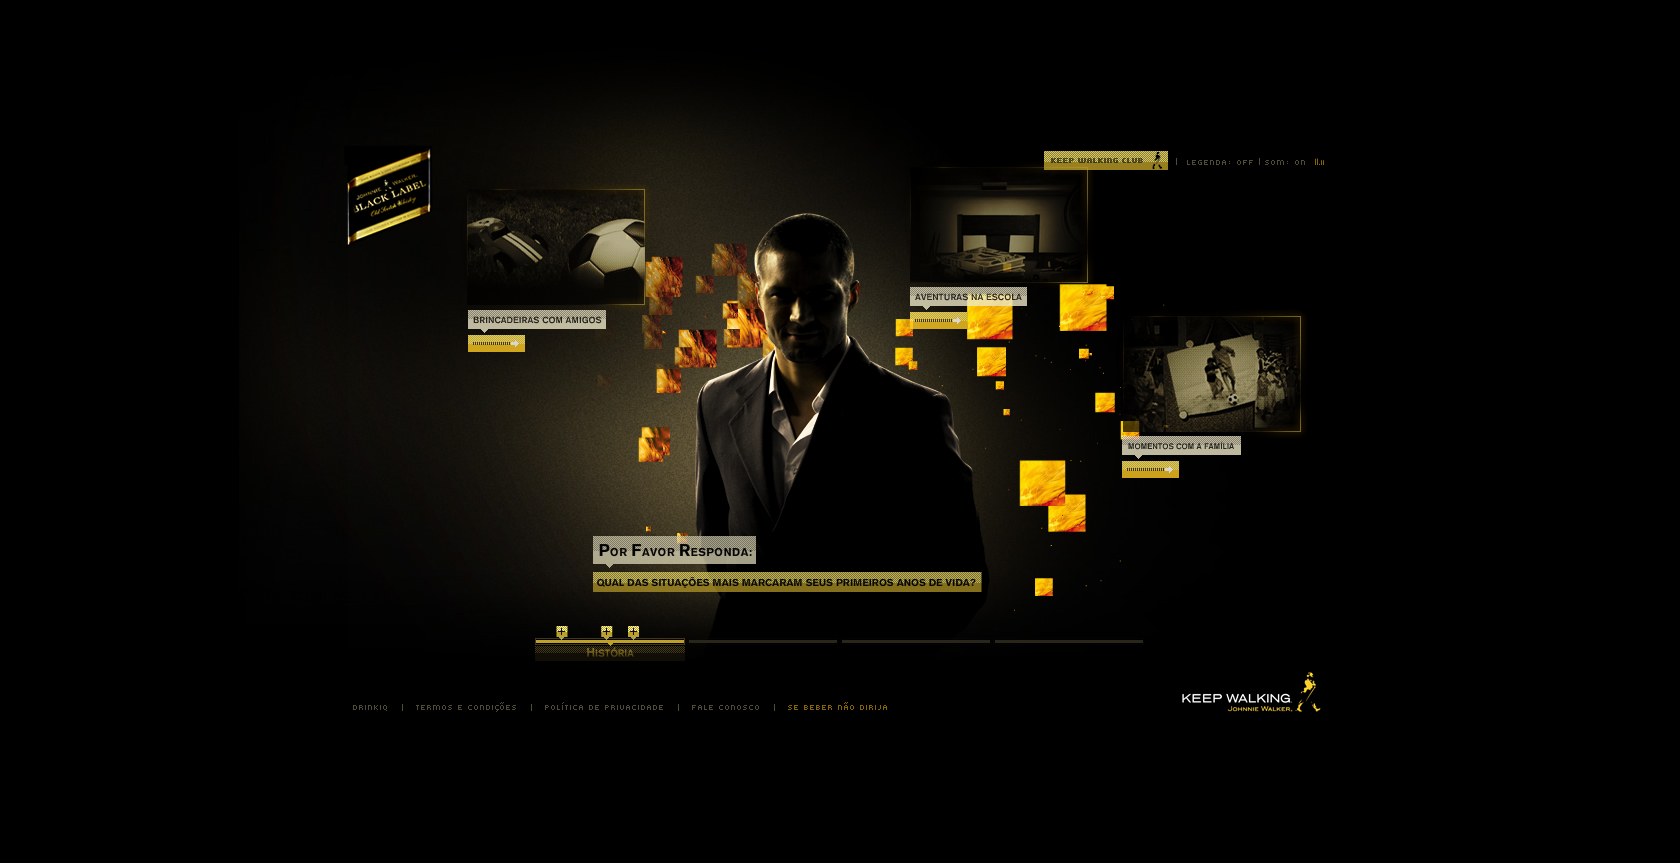 JOHNNIE WALKER.
BLACK LABEL
Old Scotch Whisky
KEEP WALKING CLUB
LEGENDA: OFF | SOM: ON
BRINCADEIRAS COM AMIGOS
AVENTURAS NA ESCOLA
MOMENTOS COM A FAMÍLIA
POR FAVOR RESPONDA:
QUAL DAS SITUAÇÕES MAIS MARCARAM SEUS PRIMEIROS ANOS DE VIDA?
HISTÓRIA
KEEP WALKING.
JOHNNIE WALKER.
DRINKIQ | TERMOS E CONDIÇÕES | POLÍTICA DE PRIVACIDADE | FALE CONOSCO | SE BEBER NÃO DIRIJA